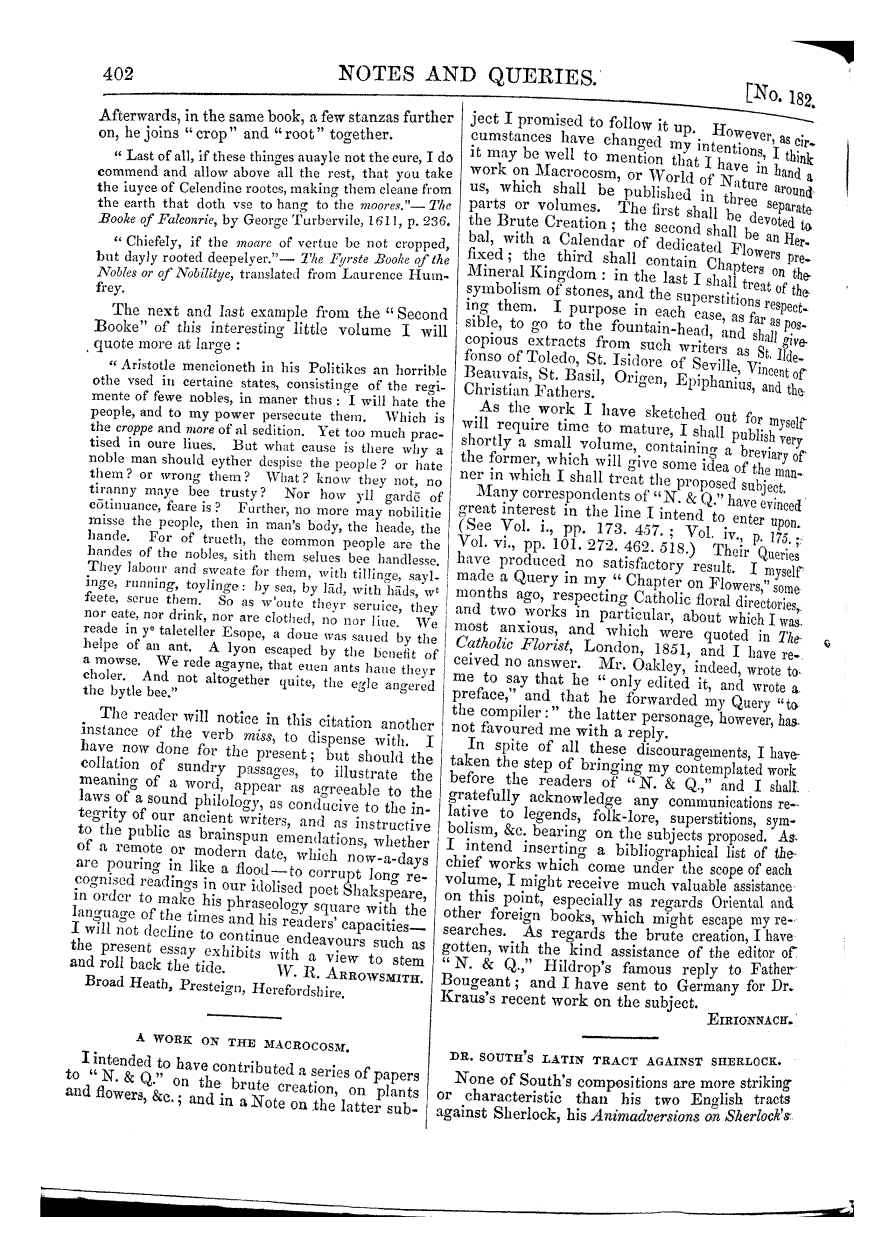 402 NOTES AND QUERIES. [No. 182.
Afterwards, in the same book, a few stanzas further
on, he joins "crop" and "root" together.
"Last of all, if these thinges auayle not the cure, I do
commend and allow above all the rest, that you take
the iuyce of Celendine rootes, making them cleane from
the earth that doth vse to hang to the moores."—The
Booke of Falconrie, by George Turbervile, 1611, p. 236.
"Chiefely, if the moare of vertue be not cropped,
but dayly rooted deepelyer."—The Fyrste Booke of the
Nobles or of Nobilitye, translated from Laurence Hum-
frey.
The next and last example from the "Second
Booke" of this interesting little volume I will
quote more at large:
"Aristotle mencioneth in his Politikes an horrible
othe vsed in certaine states, consistinge of the regi-
mente of fewe nobles, in maner thus: I will hate the
people, and to my power persecute them. Which is
the croppe and more of al sedition. Yet too much prac-
tised in oure liues. But what cause is there why a
noble man should eyther despise the people? or hate
them? or wrong them? What? know they not, no
tiranny maye bee trusty? Nor how yll gardē of
cōtinuance, feare is? Further, no more may nobilitie
misse the people, then in man's body, the heade, the
hande. For of trueth, the common people are the
handes of the nobles, sith them selues bee handlesse.
They labour and sweate for them, with tillinge, sayl-
inge, running, toylinge: by sea, by lād, with hāds, wt
feete, serue them. So as w'oute theyr seruice, they
nor eate, nor drink, nor are clothed, no nor liue. We
reade in ye taleteller Esope, a doue was saued by the
helpe of an ant. A lyon escaped by the benefit of
a mowse. We rede agayne, that euen ants haue theyr
choler. And not altogether quite, the egle angered
the bytle bee."
The reader will notice in this citation another
instance of the verb miss, to dispense with. I
have now done for the present; but should the
collation of sundry passages, to illustrate the
meaning of a word, appear as agreeable to the
laws of a sound philology, as conducive to the in-
tegrity of our ancient writers, and as instructive
to the public as brainspun emendations, whether
of a remote or modern date, which now-a-days
are pouring in like a flood—to corrupt long re-
cognised readings in our idolised poet Shakspeare,
in order to make his phraseology square with the
language of the times and his readers' capacities—
I will not decline to continue endeavours such as
the present essay exhibits with a view to stem
and roll back the tide. W. R. ARROWSMITH.
Broad Heath, Presteign, Herefordshire.
A WORK ON THE MACROCOSM.
I intended to have contributed a series of papers
to "N. & Q." on the brute creation, on plants
and flowers, &c.; and in a Note on the latter sub-
ject I promised to follow it up. However, as cir-
cumstances have changed my intentions, I think
it may be well to mention that I have in hand a
work on Macrocosm, or World of Nature around
us, which shall be published in three separate
parts or volumes. The first shall be devoted to
the Brute Creation; the second shall be an Her-
bal, with a Calendar of dedicated Flowers pre-
fixed; the third shall contain Chapters on the
Mineral Kingdom: in the last I shall treat of the
symbolism of stones, and the superstitions respect-
ing them. I purpose in each case, as far as pos-
sible, to go to the fountain-head, and shall give
copious extracts from such writers as St. Ilde-
fonso of Toledo, St. Isidore of Seville, Vincent of
Beauvais, St. Basil, Origen, Epiphanius, and the
Christian Fathers.
As the work I have sketched out for myself
will require time to mature, I shall publish very
shortly a small volume, containing a breviary of
the former, which will give some idea of the man-
ner in which I shall treat the proposed subject.
Many correspondents of "N. & Q." have evinced
great interest in the line I intend to enter upon.
(See Vol. i., pp. 173. 457.; Vol. iv., p. 175.;
Vol. vi., pp. 101. 272. 462. 518.) Their Queries
have produced no satisfactory result. I myself
made a Query in my "Chapter on Flowers," some
months ago, respecting Catholic floral directories,
and two works in particular, about which I was
most anxious, and which were quoted in The
Catholic Florist, London, 1851, and I have re-
ceived no answer. Mr. Oakley, indeed, wrote to
me to say that he "only edited it, and wrote a
preface," and that he forwarded my Query "to
the compiler:" the latter personage, however, has
not favoured me with a reply.
In spite of all these discouragements, I have
taken the step of bringing my contemplated work
before the readers of "N. & Q.," and I shall
gratefully acknowledge any communications re-
lative to legends, folk-lore, superstitions, sym-
bolism, &c. bearing on the subjects proposed. As
I intend inserting a bibliographical list of the
chief works which come under the scope of each
volume, I might receive much valuable assistance
on this point, especially as regards Oriental and
other foreign books, which might escape my re-
searches. As regards the brute creation, I have
gotten, with the kind assistance of the editor of
"N. & Q.," Hildrop's famous reply to Father
Bougeant; and I have sent to Germany for Dr.
Kraus's recent work on the subject.
EIRIONNACH.
DR. SOUTH'S LATIN TRACT AGAINST SHERLOCK.
None of South's compositions are more striking
or characteristic than his two English tracts
against Sherlock, his Animadversions on Sherlock's